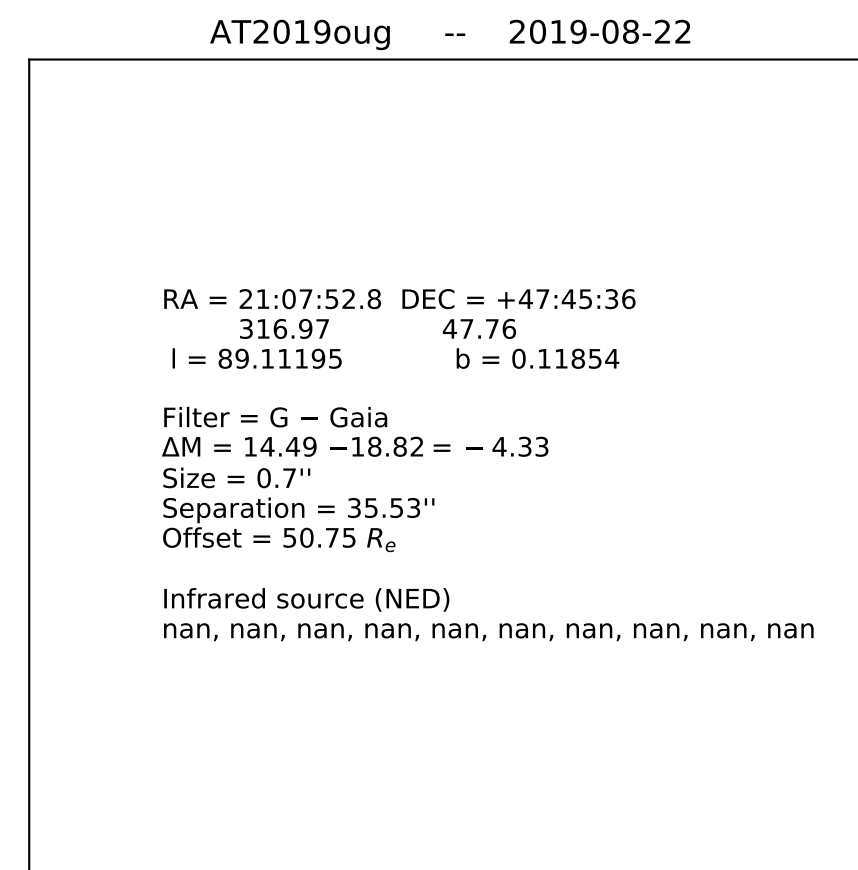 AT2019oug -- 2019-08-22
RA = 21:07:52.8 DEC = +47:45:36
316.97 47.76
l = 89.11195 b = 0.11854
Filter = G − Gaia
ΔM = 14.49 −18.82 = − 4.33
Size = 0.7''
Separation = 35.53''
Offset = 50.75 Rₑ
Infrared source (NED)
nan, nan, nan, nan, nan, nan, nan, nan, nan, nan